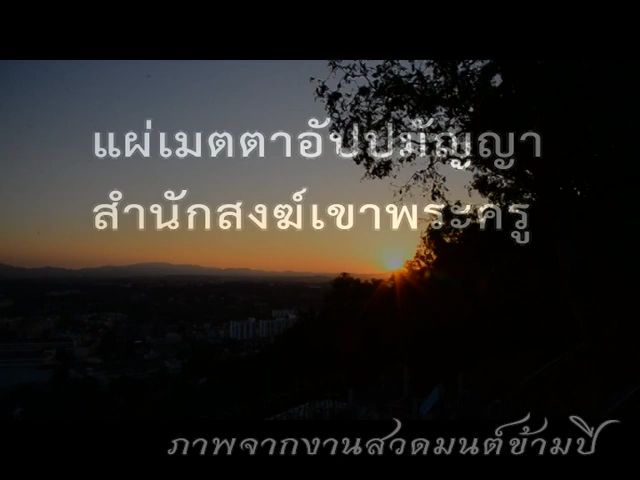 แผ่เมตตาอัปปมัญญา
สำนักสงฆ์เขาพระครู
ภาพจากงานสวดมนต์ข้ามปี